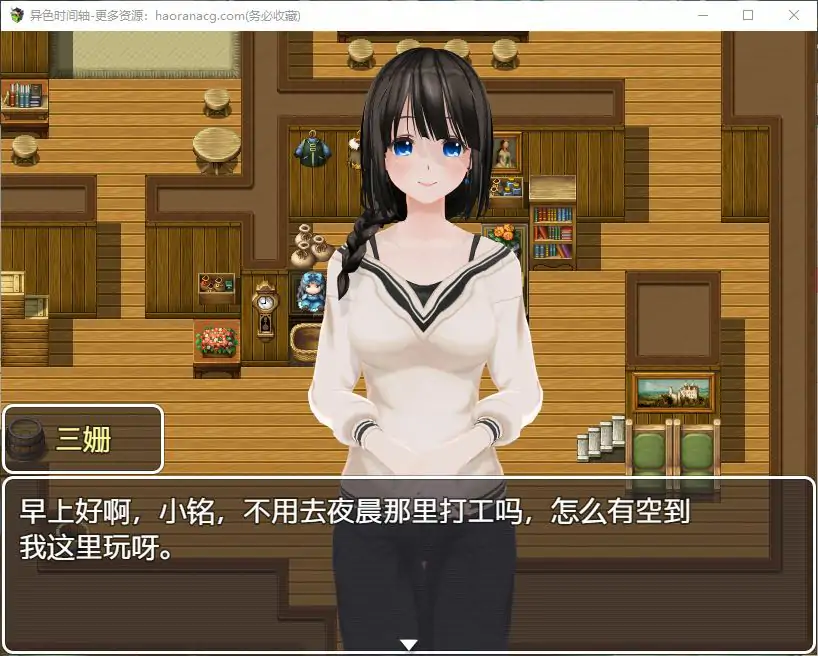 异色时间轴-更多资源：haoranacg.com(务必收藏)
三姗
早上好啊，小铭，不用去夜晨那里打工吗，怎么有空到
我这里玩呀。